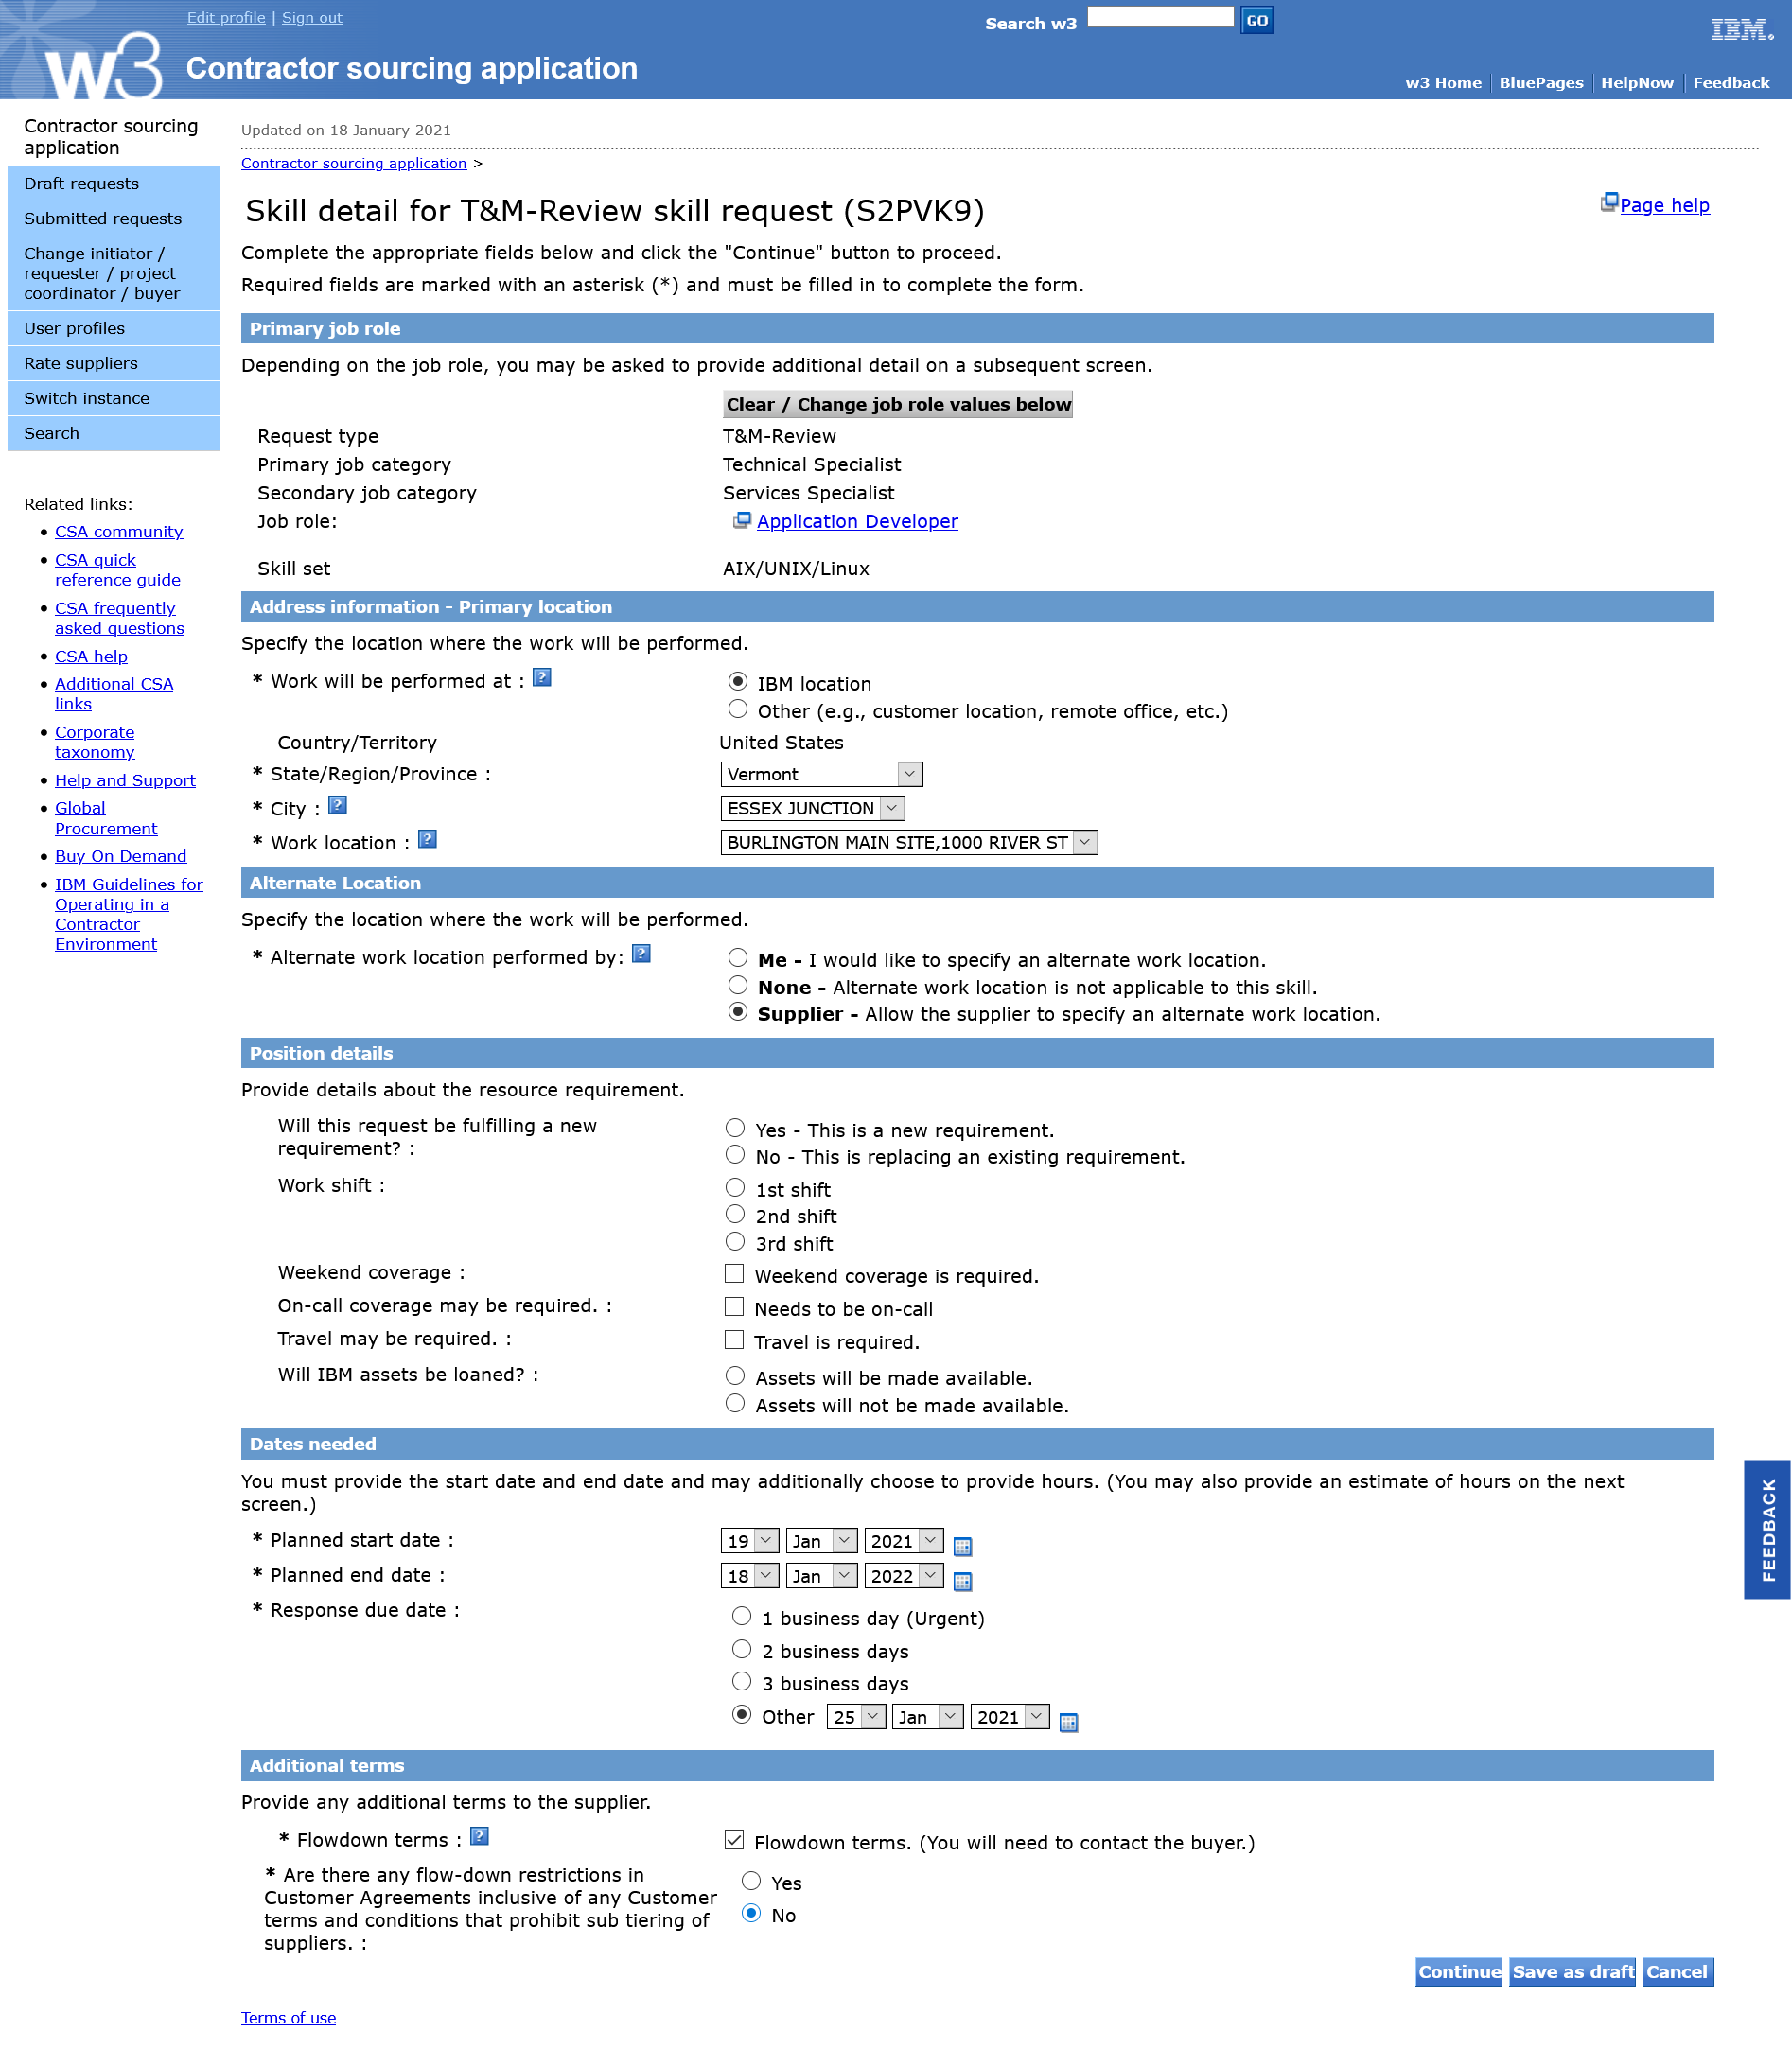 Edit profile | Sign out
Search w3 GO
IBM.
w3 Contractor sourcing application
w3 Home BluePages HelpNow Feedback
Contractor sourcing
application
Draft requests
Submitted requests
Change initiator /
requester / project
coordinator / buyer
User profiles
Rate suppliers
Switch instance
Search
Related links:
CSA community
CSA quick
reference guide
CSA frequently
asked questions
CSA help
Additional CSA
links
Corporate
taxonomy
Help and Support
Global
Procurement
Buy On Demand
IBM Guidelines for
Operating in a
Contractor
Environment
Updated on 18 January 2021
Contractor sourcing application >
Skill detail for T&M-Review skill request (S2PVK9)
Page help
Complete the appropriate fields below and click the "Continue" button to proceed.
Required fields are marked with an asterisk (*) and must be filled in to complete the form.
Primary job role
Depending on the job role, you may be asked to provide additional detail on a subsequent screen.
Clear / Change job role values below
Request type T&M-Review
Primary job category Technical Specialist
Secondary job category Services Specialist
Job role: Application Developer
Skill set AIX/UNIX/Linux
Address information - Primary location
Specify the location where the work will be performed.
* Work will be performed at : ? IBM location
Other (e.g., customer location, remote office, etc.)
Country/Territory United States
* State/Region/Province : Vermont
* City : ? ESSEX JUNCTION
* Work location : ? BURLINGTON MAIN SITE,1000 RIVER ST
Alternate Location
Specify the location where the work will be performed.
* Alternate work location performed by: ? Me - I would like to specify an alternate work location.
None - Alternate work location is not applicable to this skill.
Supplier - Allow the supplier to specify an alternate work location.
Position details
Provide details about the resource requirement.
Will this request be fulfilling a new
requirement? :
Yes - This is a new requirement.
No - This is replacing an existing requirement.
Work shift : 1st shift
2nd shift
3rd shift
Weekend coverage : Weekend coverage is required.
On-call coverage may be required. : Needs to be on-call
Travel may be required. : Travel is required.
Will IBM assets be loaned? : Assets will be made available.
Assets will not be made available.
Dates needed
You must provide the start date and end date and may additionally choose to provide hours. (You may also provide an estimate of hours on the next
screen.)
* Planned start date : 19 Jan 2021
* Planned end date : 18 Jan 2022
* Response due date : 1 business day (Urgent)
2 business days
3 business days
Other 25 Jan 2021
Additional terms
Provide any additional terms to the supplier.
* Flowdown terms : ? Flowdown terms. (You will need to contact the buyer.)
* Are there any flow-down restrictions in
Customer Agreements inclusive of any Customer
terms and conditions that prohibit sub tiering of
suppliers. :
Yes
No
Continue Save as draft Cancel
Terms of use
FEEDBACK